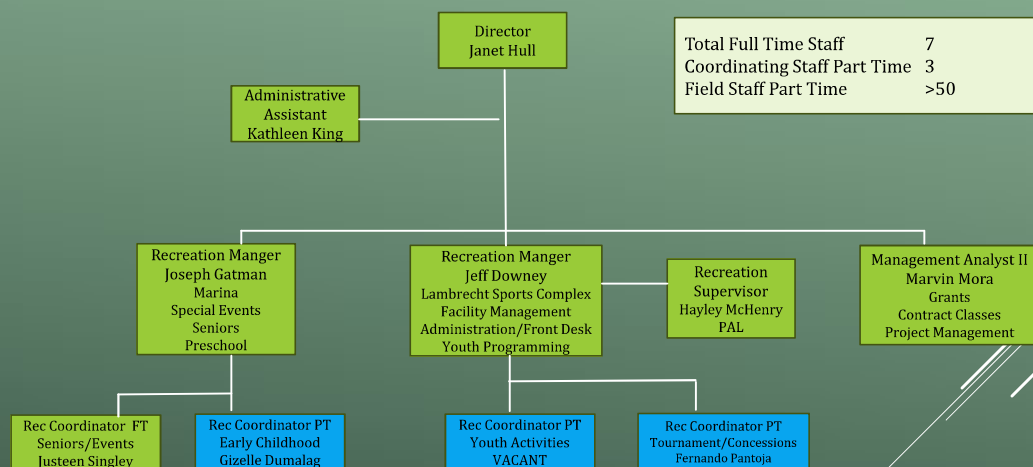 Director
Janet Hull
Total Full Time Staff 7
Coordinating Staff Part Time 3
Field Staff Part Time >50
Administrative
Assistant
Kathleen King
Recreation Manger
Joseph Gatman
Marina
Special Events
Seniors
Preschool
Recreation Manger
Jeff Downey
Lambrecht Sports Complex
Facility Management
Administration/Front Desk
Youth Programming
Recreation
Supervisor
Hayley McHenry
PAL
Management Analyst II
Marvin Mora
Grants
Contract Classes
Project Management
Rec Coordinator FT
Seniors/Events
Justeen Singley
Rec Coordinator PT
Early Childhood
Gizelle Dumalag
Rec Coordinator PT
Youth Activities
VACANT
Rec Coordinator PT
Tournament/Concessions
Fernando Pantoja